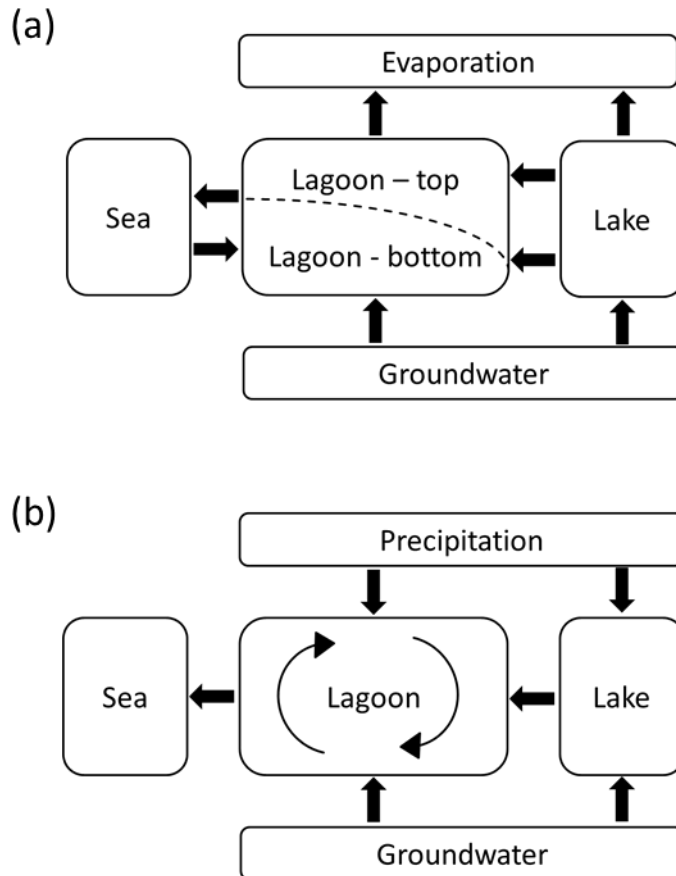 (a)
Evaporation
Lagoon – top
Sea
Lake
Lagoon - bottom
Groundwater
(b)
Precipitation
Sea
Lagoon
Lake
Groundwater